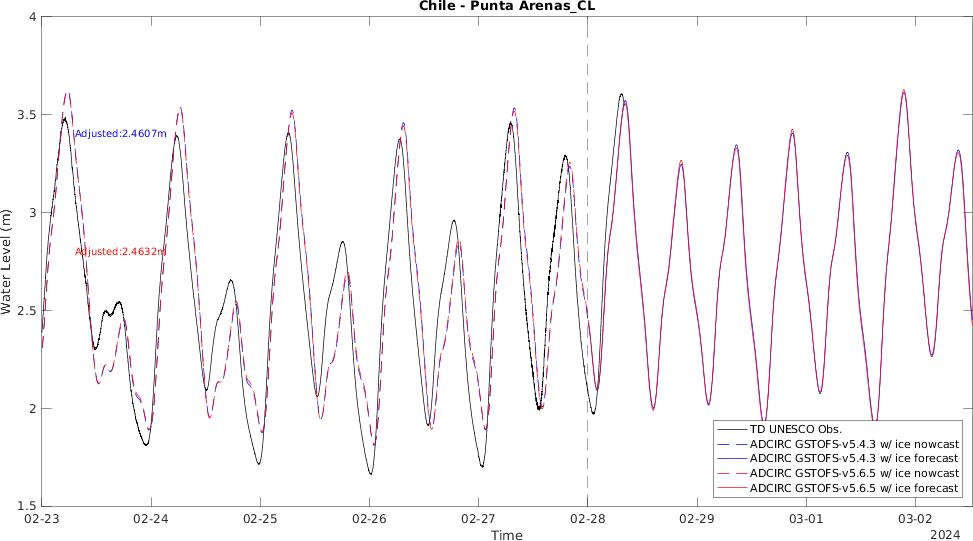 Chile - Punta Arenas_CL
4
3.5
3
2.5
2
1.5
Water Level (m)
Adjusted:2.4607m
Adjusted:2.4632m
TD UNESCO Obs.
ADCIRC GSTOFS-v5.4.3 w/ ice nowcast
ADCIRC GSTOFS-v5.4.3 w/ ice forecast
ADCIRC GSTOFS-v5.6.5 w/ ice nowcast
ADCIRC GSTOFS-v5.6.5 w/ ice forecast
02-23 02-24 02-25 02-26 02-27 02-28 02-29 03-01 03-02
Time
2024